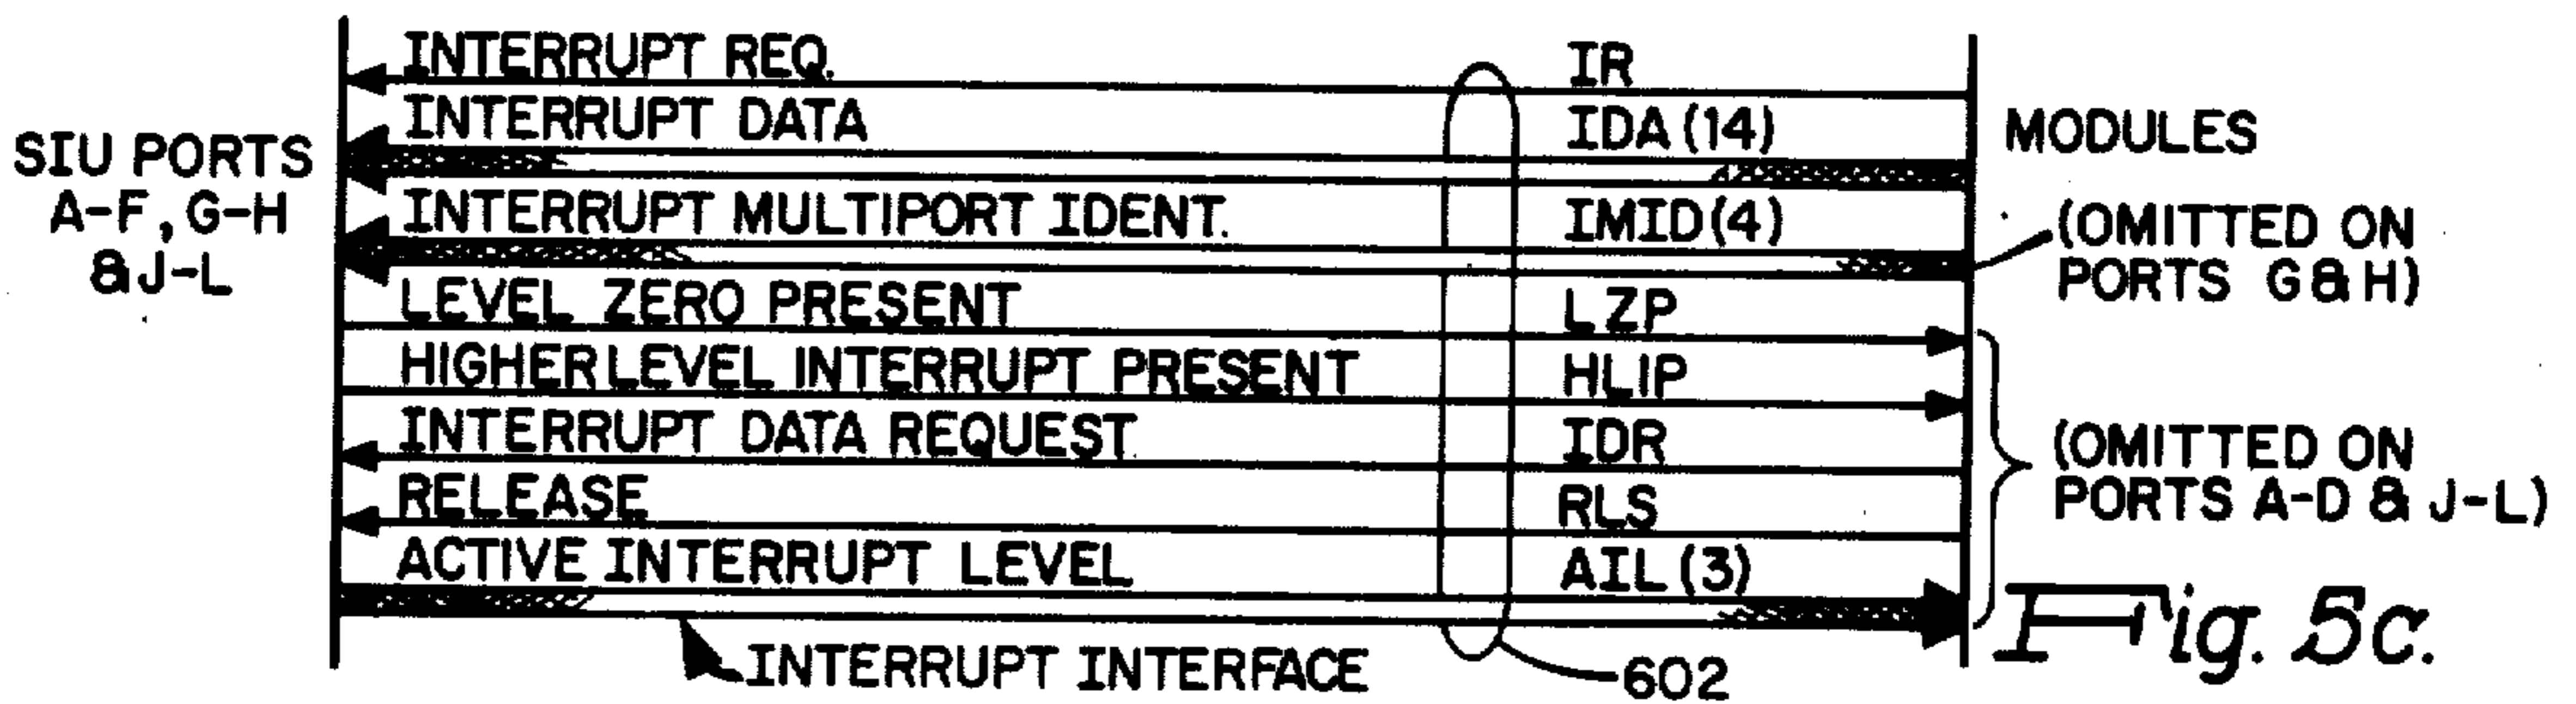 INTERRUPT REQ. IR
INTERRUPT DATA IDA (14)
INTERRUPT MULTIPORT IDENT. IMID (4)
LEVEL ZERO PRESENT LZP
HIGHER LEVEL INTERRUPT PRESENT HLIP
INTERRUPT DATA REQUEST IDR
RELEASE RLS
ACTIVE INTERRUPT LEVEL AIL (3)
SIU PORTS
A-F, G-H
& J-L
MODULES
(OMITTED ON
PORTS G & H)
(OMITTED ON
PORTS A-D & J-L)
INTERRUPT INTERFACE
602
Fig. 5c.